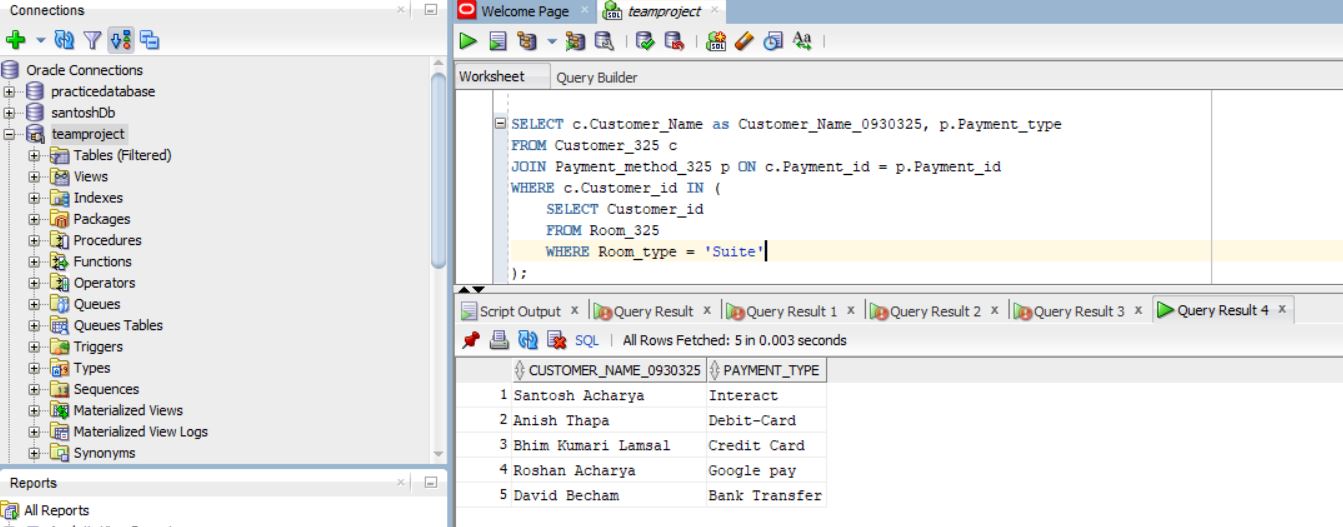 Connections
Welcome Page
teamproject
Oracle Connections
practicedatabase
santoshDb
teamproject
Tables (Filtered)
Views
Indexes
Packages
Procedures
Functions
Operators
Queues
Queues Tables
Triggers
Types
Sequences
Materialized Views
Materialized View Logs
Synonyms
Reports
All Reports
Worksheet Query Builder
SELECT c.Customer_Name as Customer_Name_0930325, p.Payment_type
FROM Customer_325 c
JOIN Payment_method_325 p ON c.Payment_id = p.Payment_id
WHERE c.Customer_id IN (
SELECT Customer_id
FROM Room_325
WHERE Room_type = 'Suite'
);
Script Output x Query Result x Query Result 1 x Query Result 2 x Query Result 3 x Query Result 4 x
SQL | All Rows Fetched: 5 in 0.003 seconds
CUSTOMER_NAME_0930325 PAYMENT_TYPE
1 Santosh Acharya Interact
2 Anish Thapa Debit-Card
3 Bhim Kumari Lamsal Credit Card
4 Roshan Acharya Google pay
5 David Becham Bank Transfer